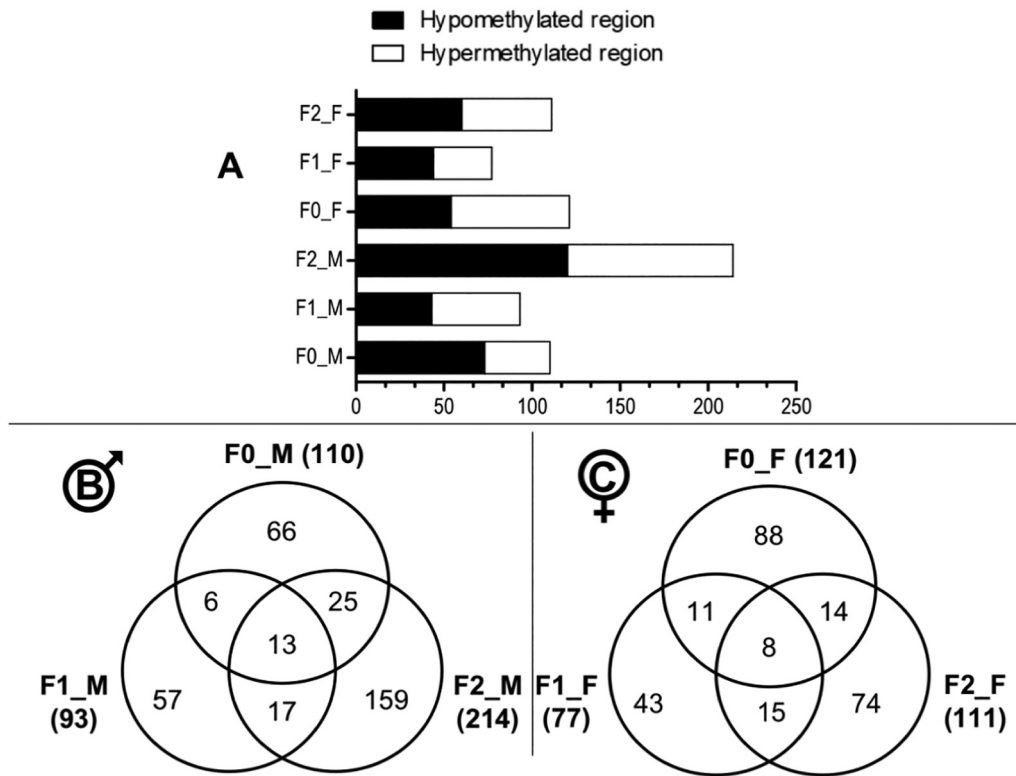 Hypomethylated region
Hypermethylated region
A
F2_F
F1_F
F0_F
F2_M
F1_M
F0_M
0 50 100 150 200 250
B
F0_M (110)
66
6 25
13
F1_M
(93)
57
17
159
F2_M
(214)
C
F0_F (121)
88
11 14
8
F1_F
(77)
43
15
74
F2_F
(111)